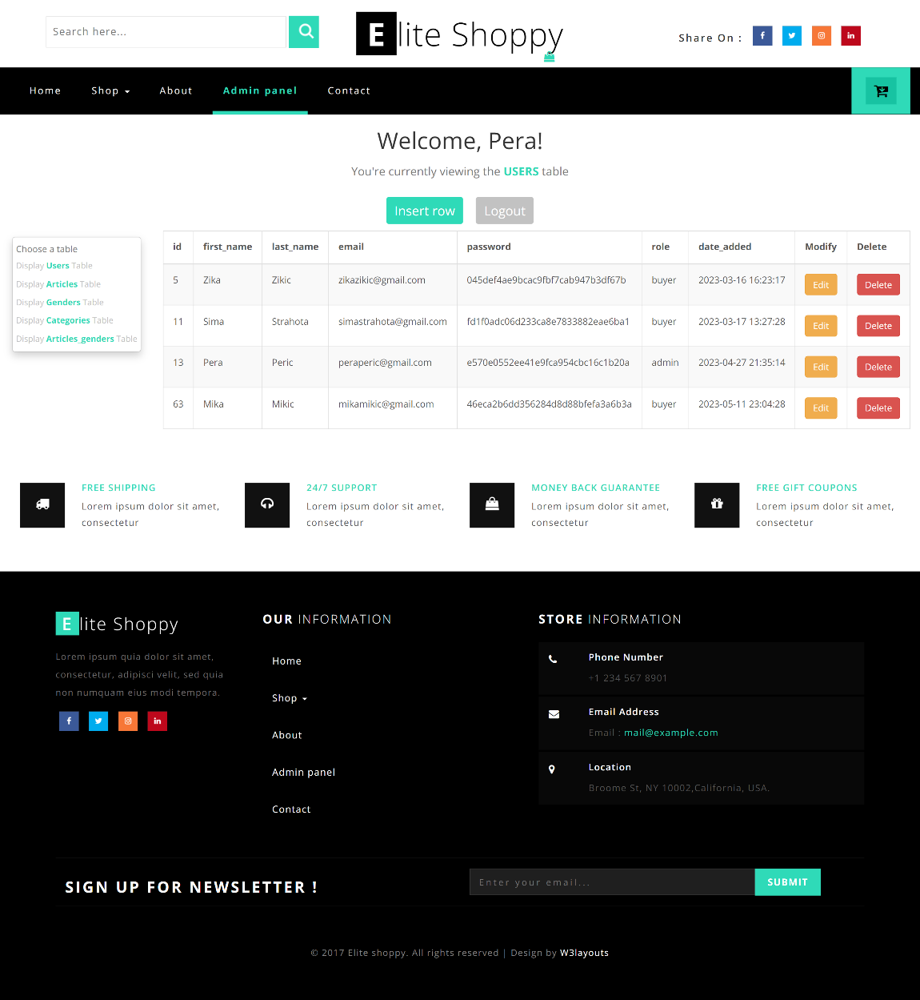 Search here...
Elite Shoppy
Share On :
Home
Shop
About
Admin panel
Contact
Welcome, Pera!
You're currently viewing the USERS table
Insert row
Logout
Choose a table
Display Users Table
Display Articles Table
Display Genders Table
Display Categories Table
Display Articles_genders Table
id first_name last_name email password role date_added Modify Delete
5 Zika Zikic zikazikic@gmail.com 045def4ae9bcac9fbf7cab947b3df67b buyer 2023-03-16 16:23:17 Edit Delete
11 Sima Strahota simastrahota@gmail.com fd1f0adc06d233ca8e7833882eae6ba1 buyer 2023-03-17 13:27:28 Edit Delete
13 Pera Peric peraperic@gmail.com e570e0552ee41e9fca954cbc16c1b20a admin 2023-04-27 21:35:14 Edit Delete
63 Mika Mikic mikamikic@gmail.com 46eca2b6dd356284d8d88bfefa3a6b3a buyer 2023-05-11 23:04:28 Edit Delete
FREE SHIPPING
Lorem ipsum dolor sit amet,
consectetur
24/7 SUPPORT
Lorem ipsum dolor sit amet,
consectetur
MONEY BACK GUARANTEE
Lorem ipsum dolor sit amet,
consectetur
FREE GIFT COUPONS
Lorem ipsum dolor sit amet,
consectetur
Elite Shoppy
Lorem ipsum quia dolor sit amet,
consectetur, adipisci velit, sed quia
non numquam eius modi tempora.
OUR INFORMATION
Home
Shop
About
Admin panel
Contact
STORE INFORMATION
Phone Number
+1 234 567 8901
Email Address
Email : mail@example.com
Location
Broome St, NY 10002,California, USA.
SIGN UP FOR NEWSLETTER !
Enter your email...
SUBMIT
© 2017 Elite shoppy. All rights reserved | Design by W3layouts